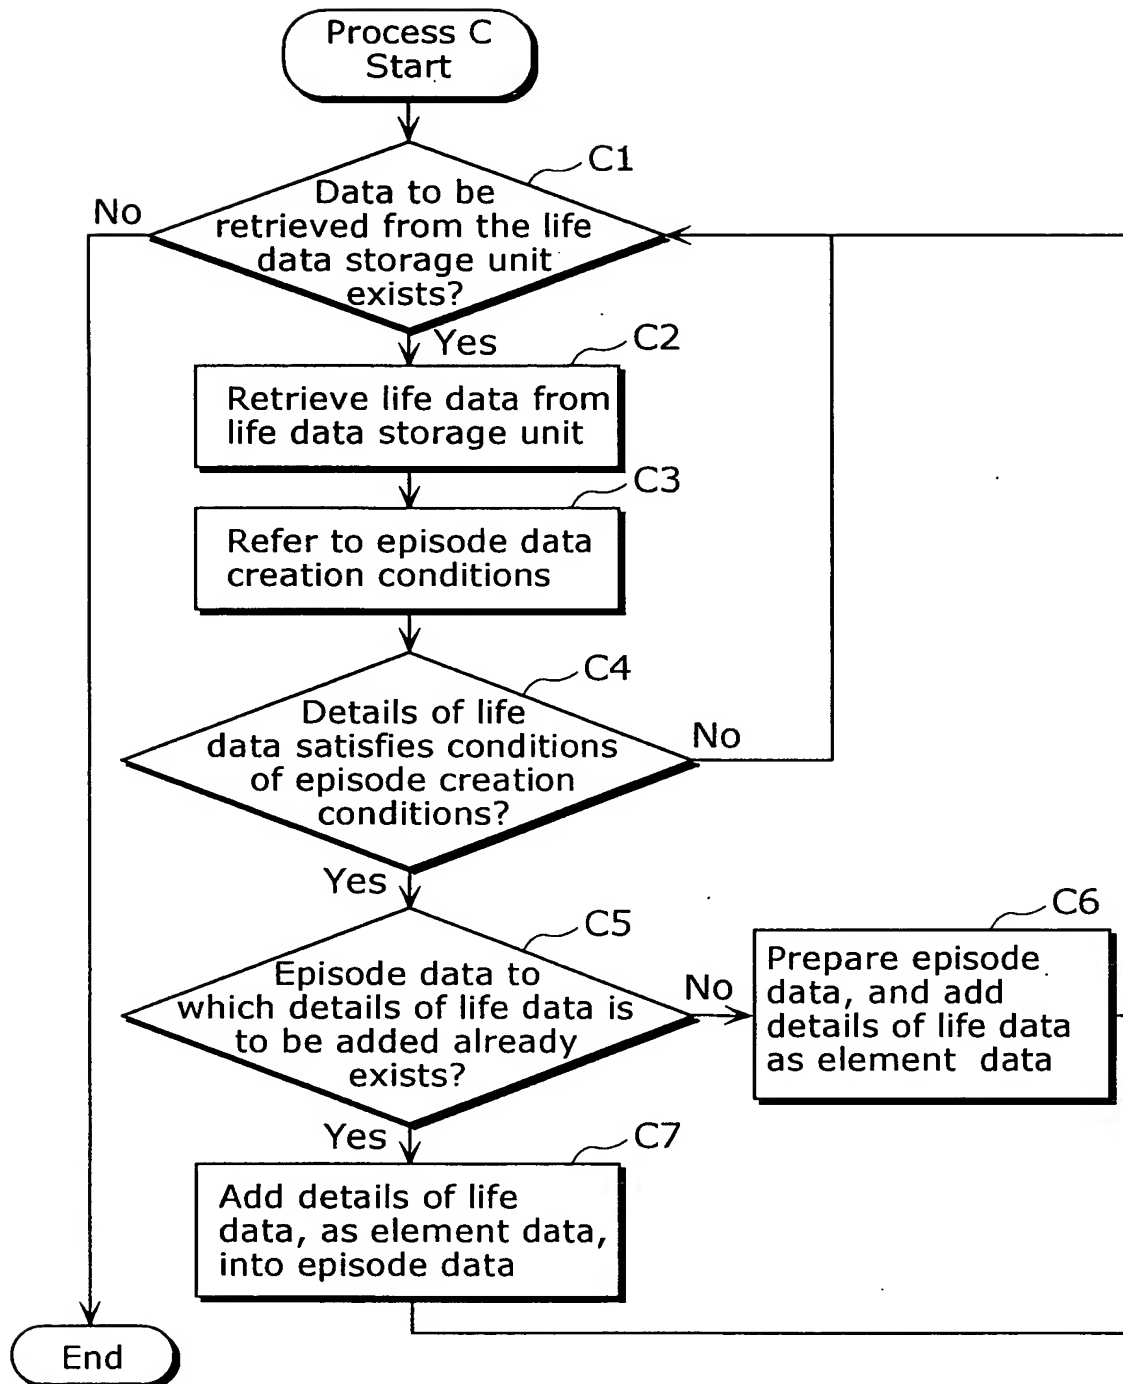 Process C
Start
C1
Data to be
retrieved from the life
data storage unit
exists?
No
Yes
C2
Retrieve life data from
life data storage unit
C3
Refer to episode data
creation conditions
C4
Details of life
data satisfies conditions
of episode creation
conditions?
No
Yes
C5
Episode data to
which details of life data is
to be added already
exists?
No
C6
Prepare episode
data, and add
details of life data
as element data
Yes
C7
Add details of life
data, as element data,
into episode data
End